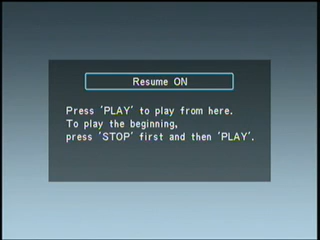 Resume ON
Press 'PLAY' to play from here.
To play the beginning,
press 'STOP' first and then 'PLAY'.